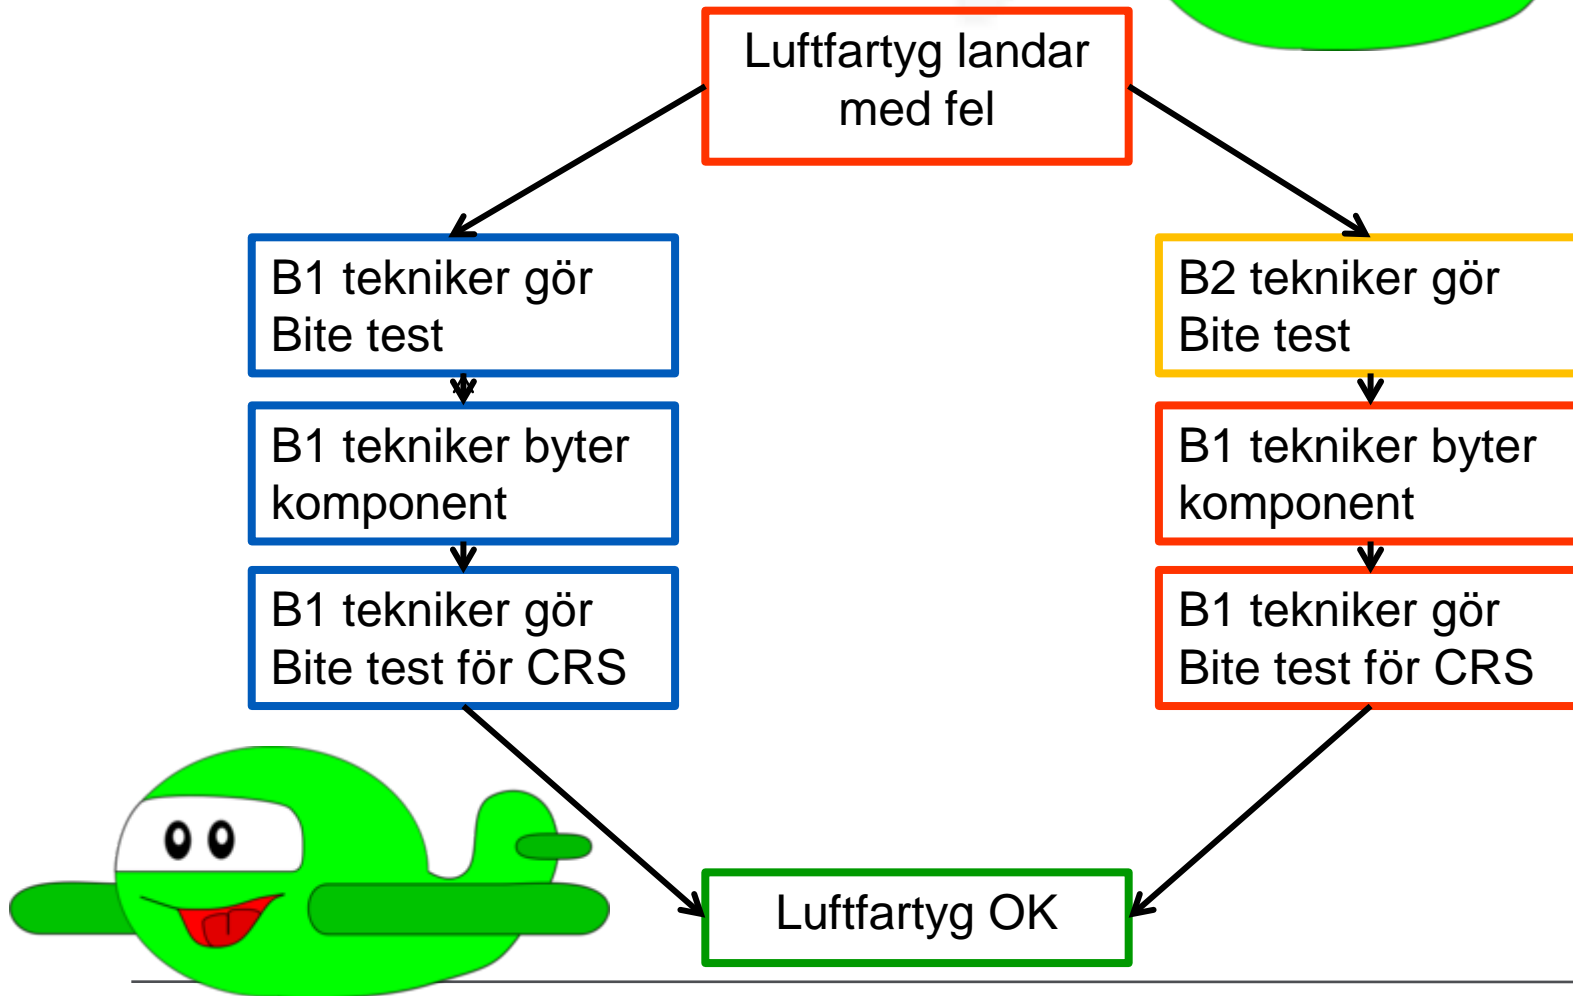 Luftfartyg landar
med fel
B1 tekniker gör
Bite test
B1 tekniker byter
komponent
B1 tekniker gör
Bite test för CRS
B2 tekniker gör
Bite test
B1 tekniker byter
komponent
B1 tekniker gör
Bite test för CRS
Luftfartyg OK